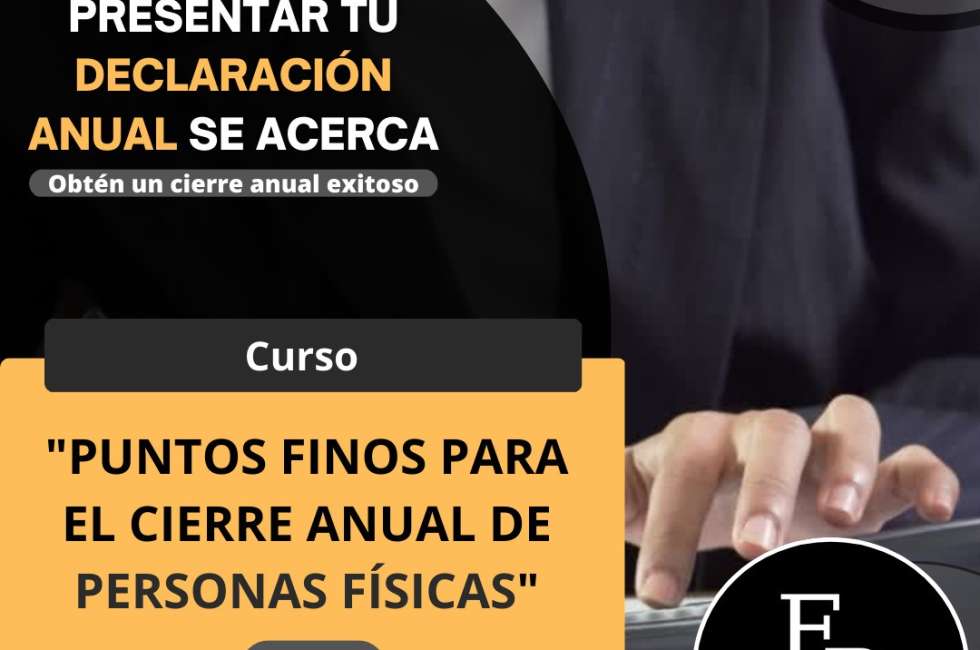 PRESENTAR TU
DECLARACIÓN
ANUAL SE ACERCA
Obtén un cierre anual exitoso
Curso
"PUNTOS FINOS PARA
EL CIERRE ANUAL DE
PERSONAS FÍSICAS"